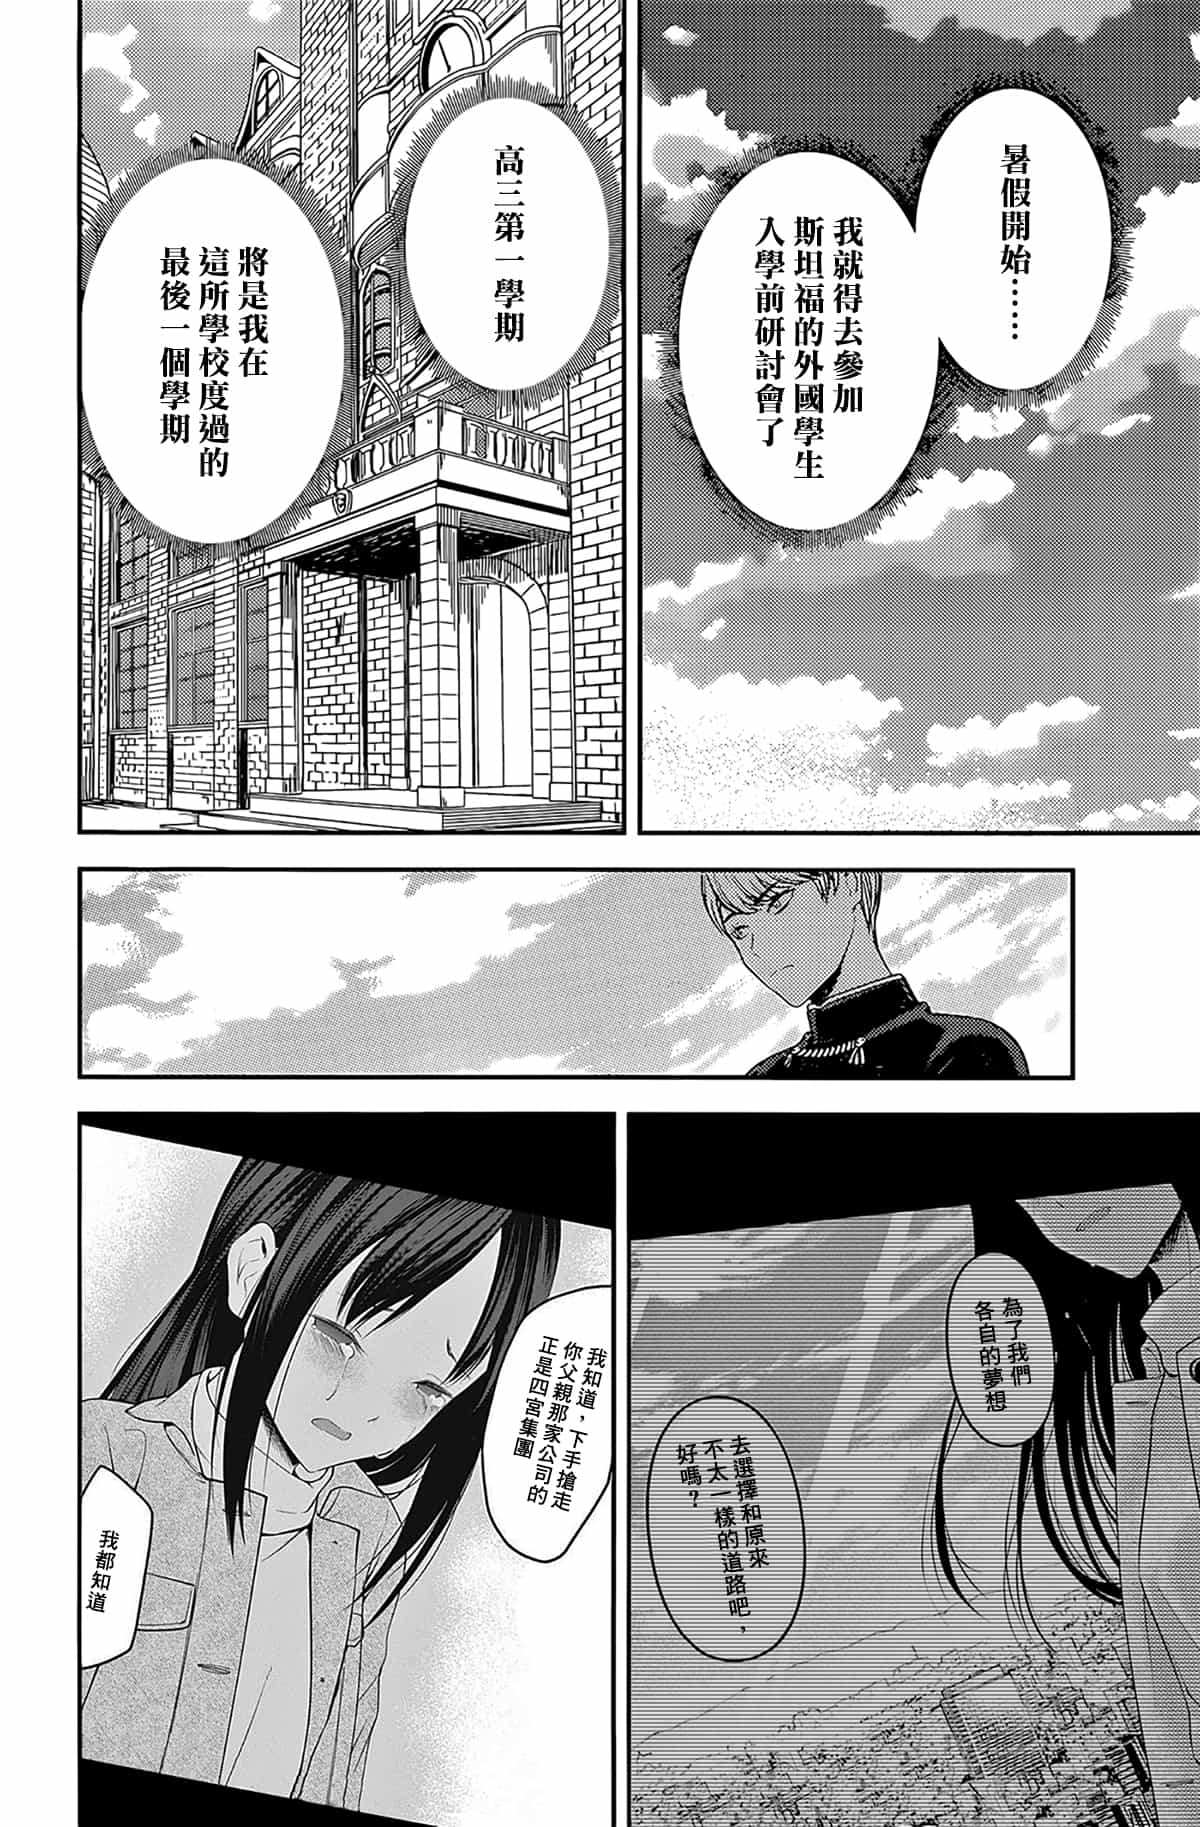 暑假開始……
我就得去參加
斯坦福的外國學生
入學前研討會了
高三第一學期
將是我在
這所學校度過的
最後一個學期
為了我們
各自的夢想
去選擇和原來
不太一樣的道路吧，
好嗎？
我知道，下手搶走
你父親那家公司的
正是四宮集團
我都知道